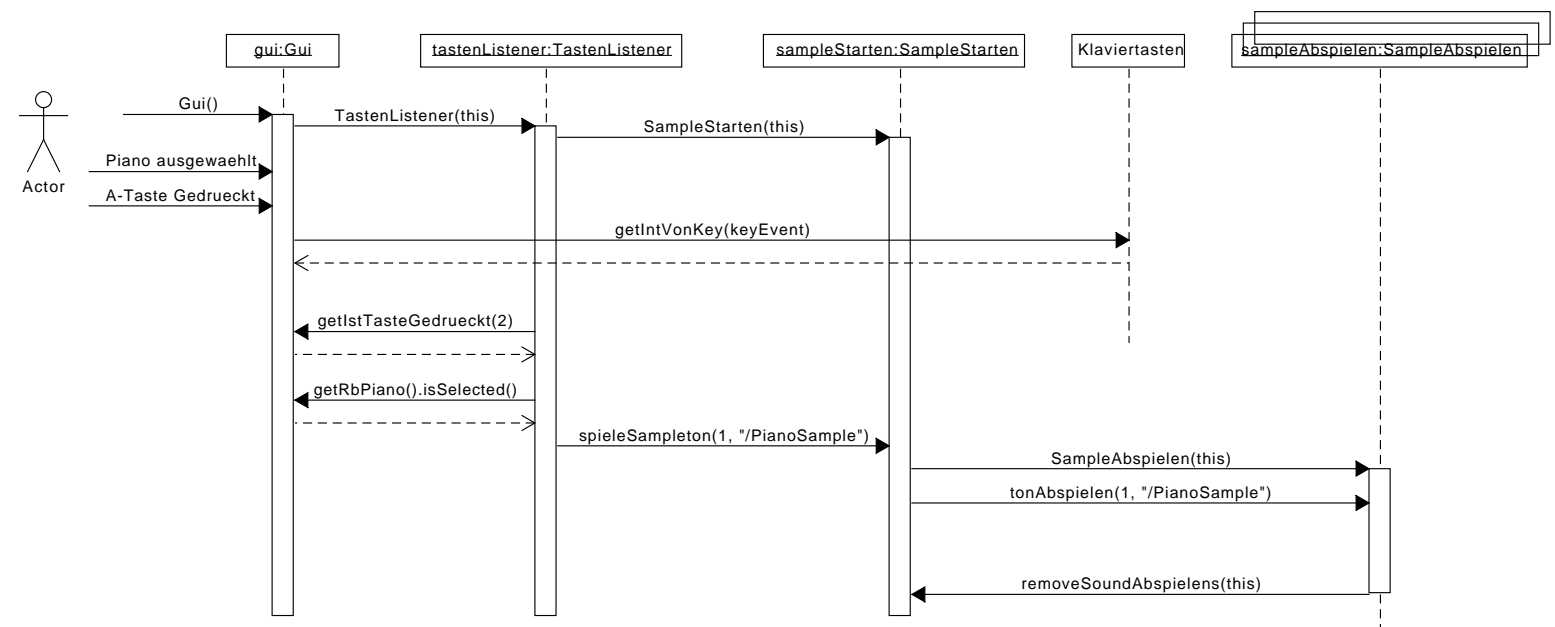 gui:Gui
tastenListener:TastenListener
sampleStarten:SampleStarten
Klaviertasten
sampleAbspielen:SampleAbspielen
Gui()
TastenListener(this)
SampleStarten(this)
Piano ausgewaehlt
Actor
A-Taste Gedrueckt
getIntVonKey(keyEvent)
getIstTasteGedrueckt(2)
getRbPiano().isSelected()
spieleSampleton(1, "/PianoSample")
SampleAbspielen(this)
tonAbspielen(1, "/PianoSample")
removeSoundAbspielens(this)